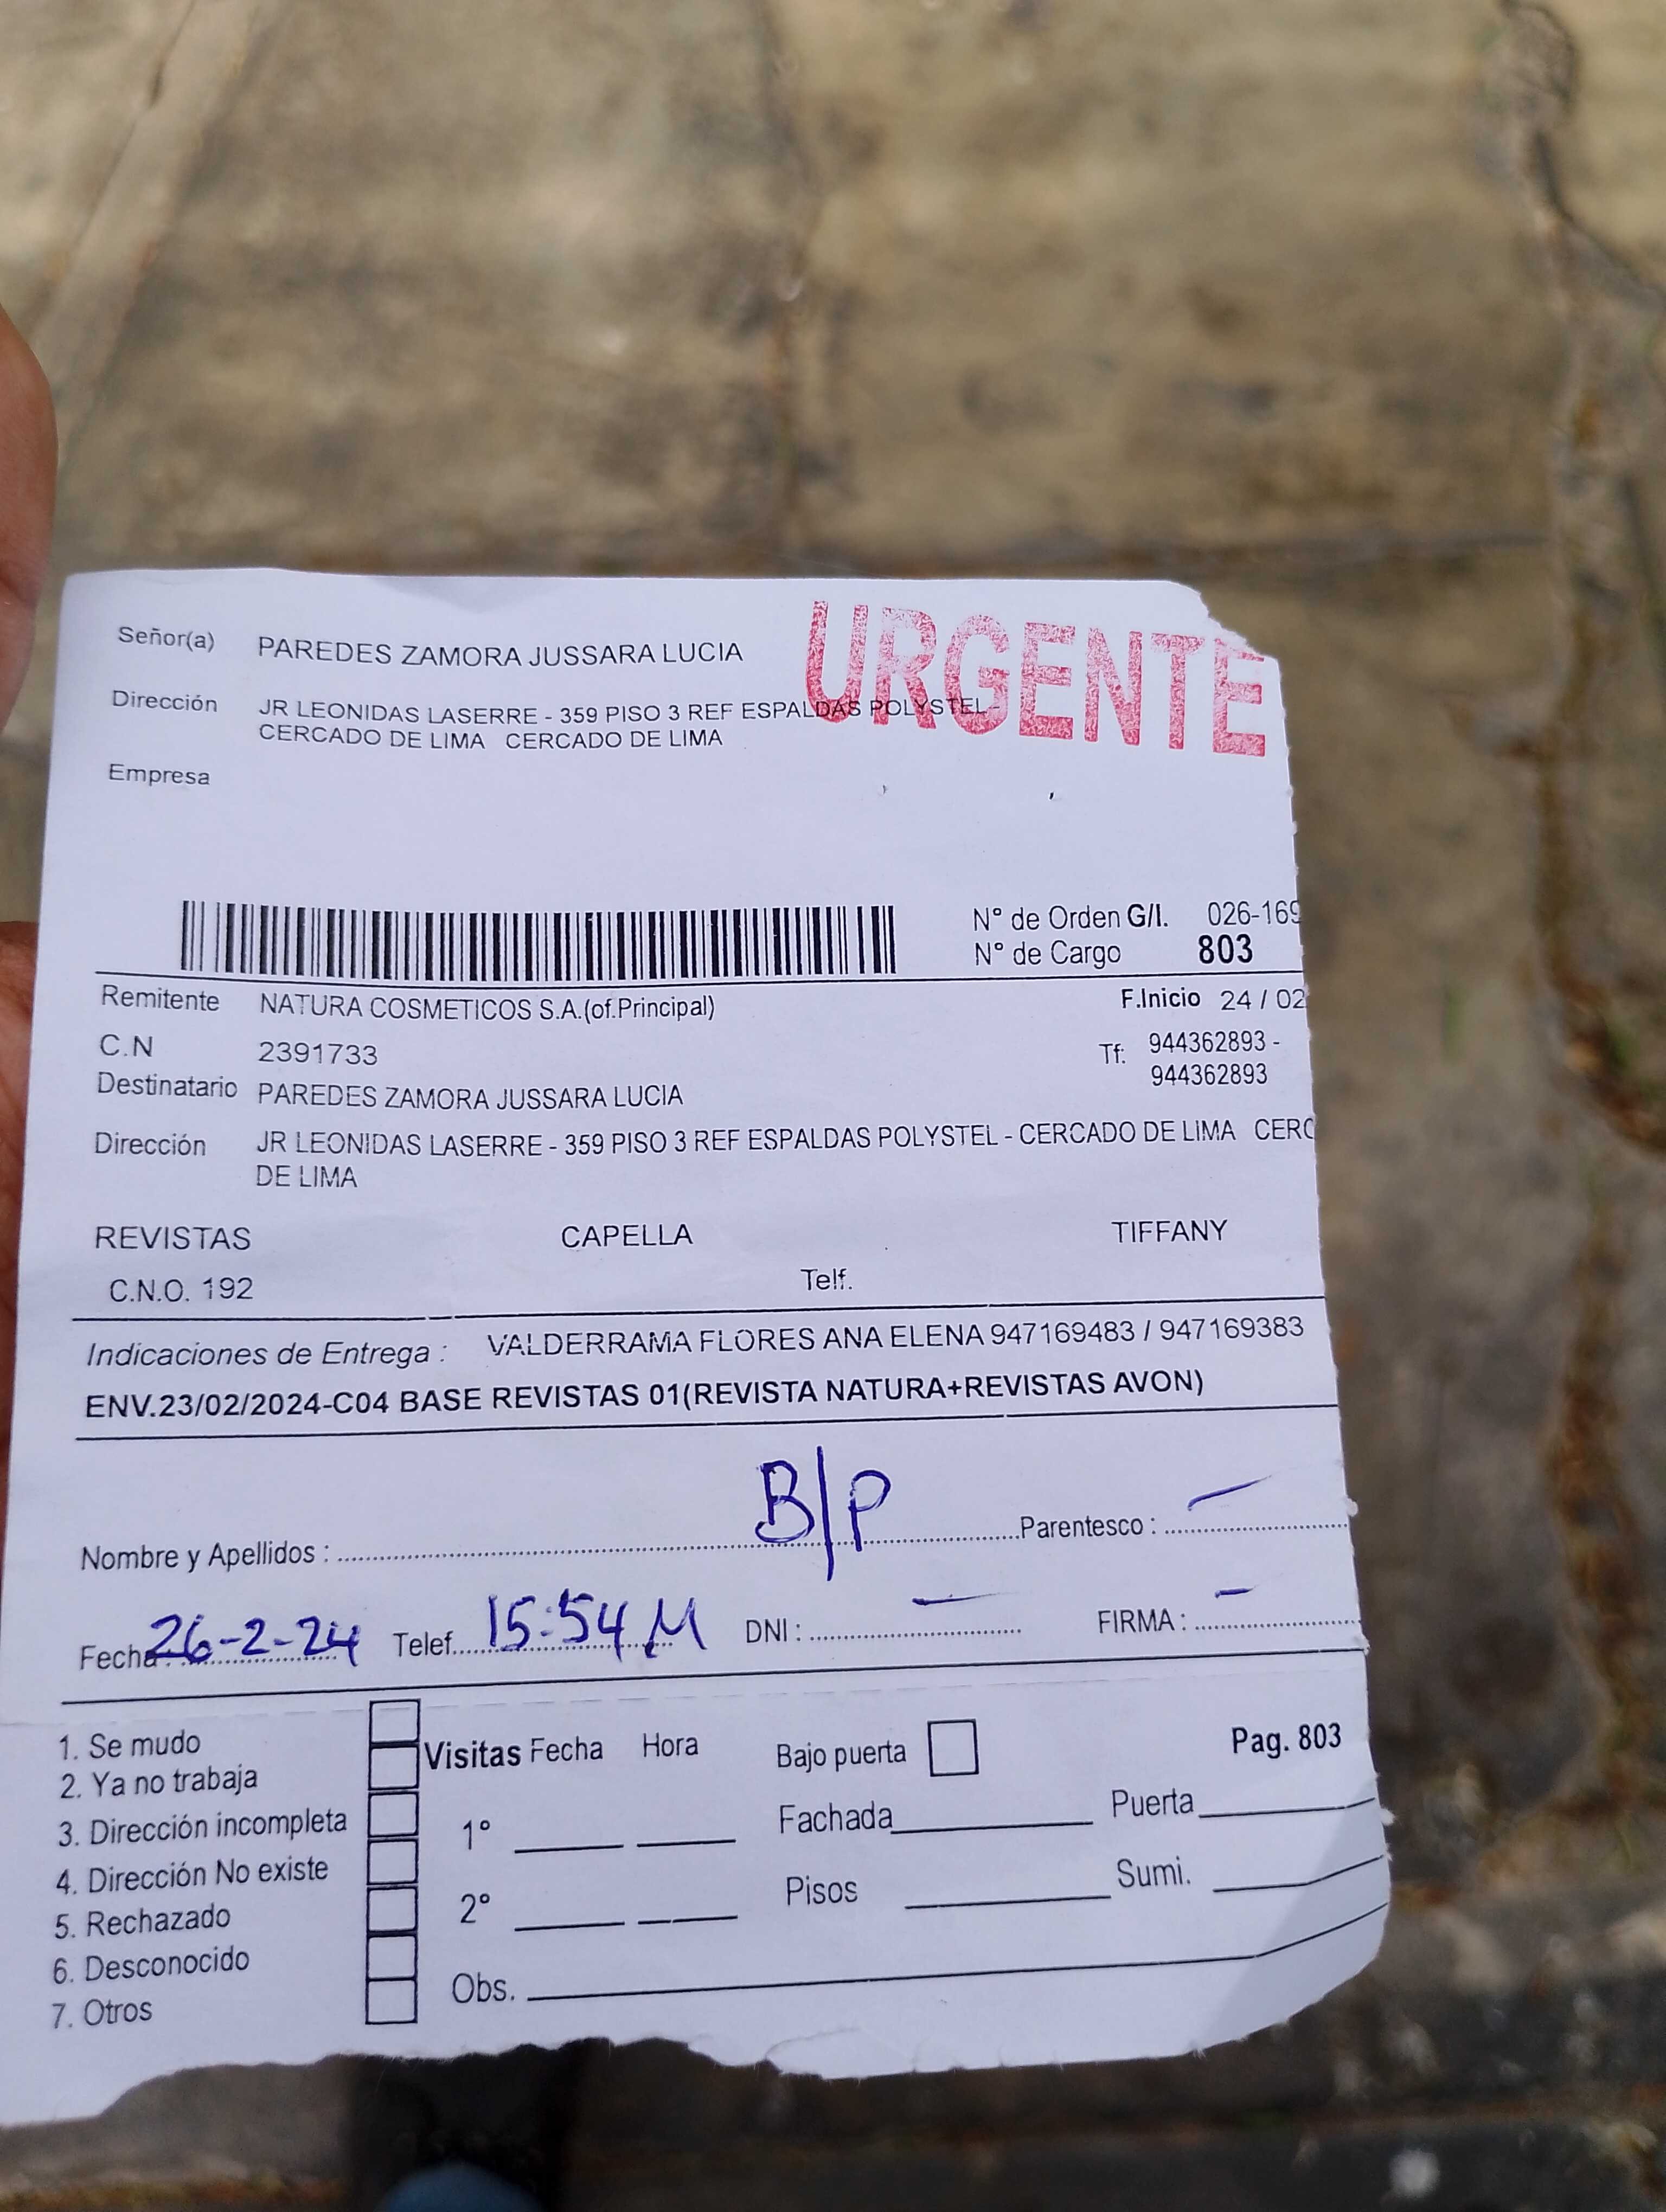 URGENTE
Señor(a) PAREDES ZAMORA JUSSARA LUCIA
Dirección JR LEONIDAS LASERRE - 359 PISO 3 REF ESPALDAS POLYSTEL -
CERCADO DE LIMA CERCADO DE LIMA
Empresa
N° de Orden G/I. 026-169
N° de Cargo 803
Remitente NATURA COSMETICOS S.A.(of.Principal) F.Inicio 24 / 02
C.N 2391733 Tf: 944362893 -
944362893
Destinatario PAREDES ZAMORA JUSSARA LUCIA
Dirección JR LEONIDAS LASERRE - 359 PISO 3 REF ESPALDAS POLYSTEL - CERCADO DE LIMA CERC
DE LIMA
REVISTAS CAPELLA TIFFANY
C.N.O. 192 Telf.
Indicaciones de Entrega : VALDERRAMA FLORES ANA ELENA 947169483 / 947169383
ENV.23/02/2024-C04 BASE REVISTAS 01(REVISTA NATURA+REVISTAS AVON)
Nombre y Apellidos : B/P Parentesco : —
Fecha : 26-2-24 Telef. 15:54 M DNI : — FIRMA : —
1. Se mudo
2. Ya no trabaja
3. Dirección incompleta
4. Dirección No existe
5. Rechazado
6. Desconocido
7. Otros
Visitas Fecha Hora
1°
2°
Obs.
Bajo puerta
Fachada
Pisos
Pag. 803
Puerta
Sumi.